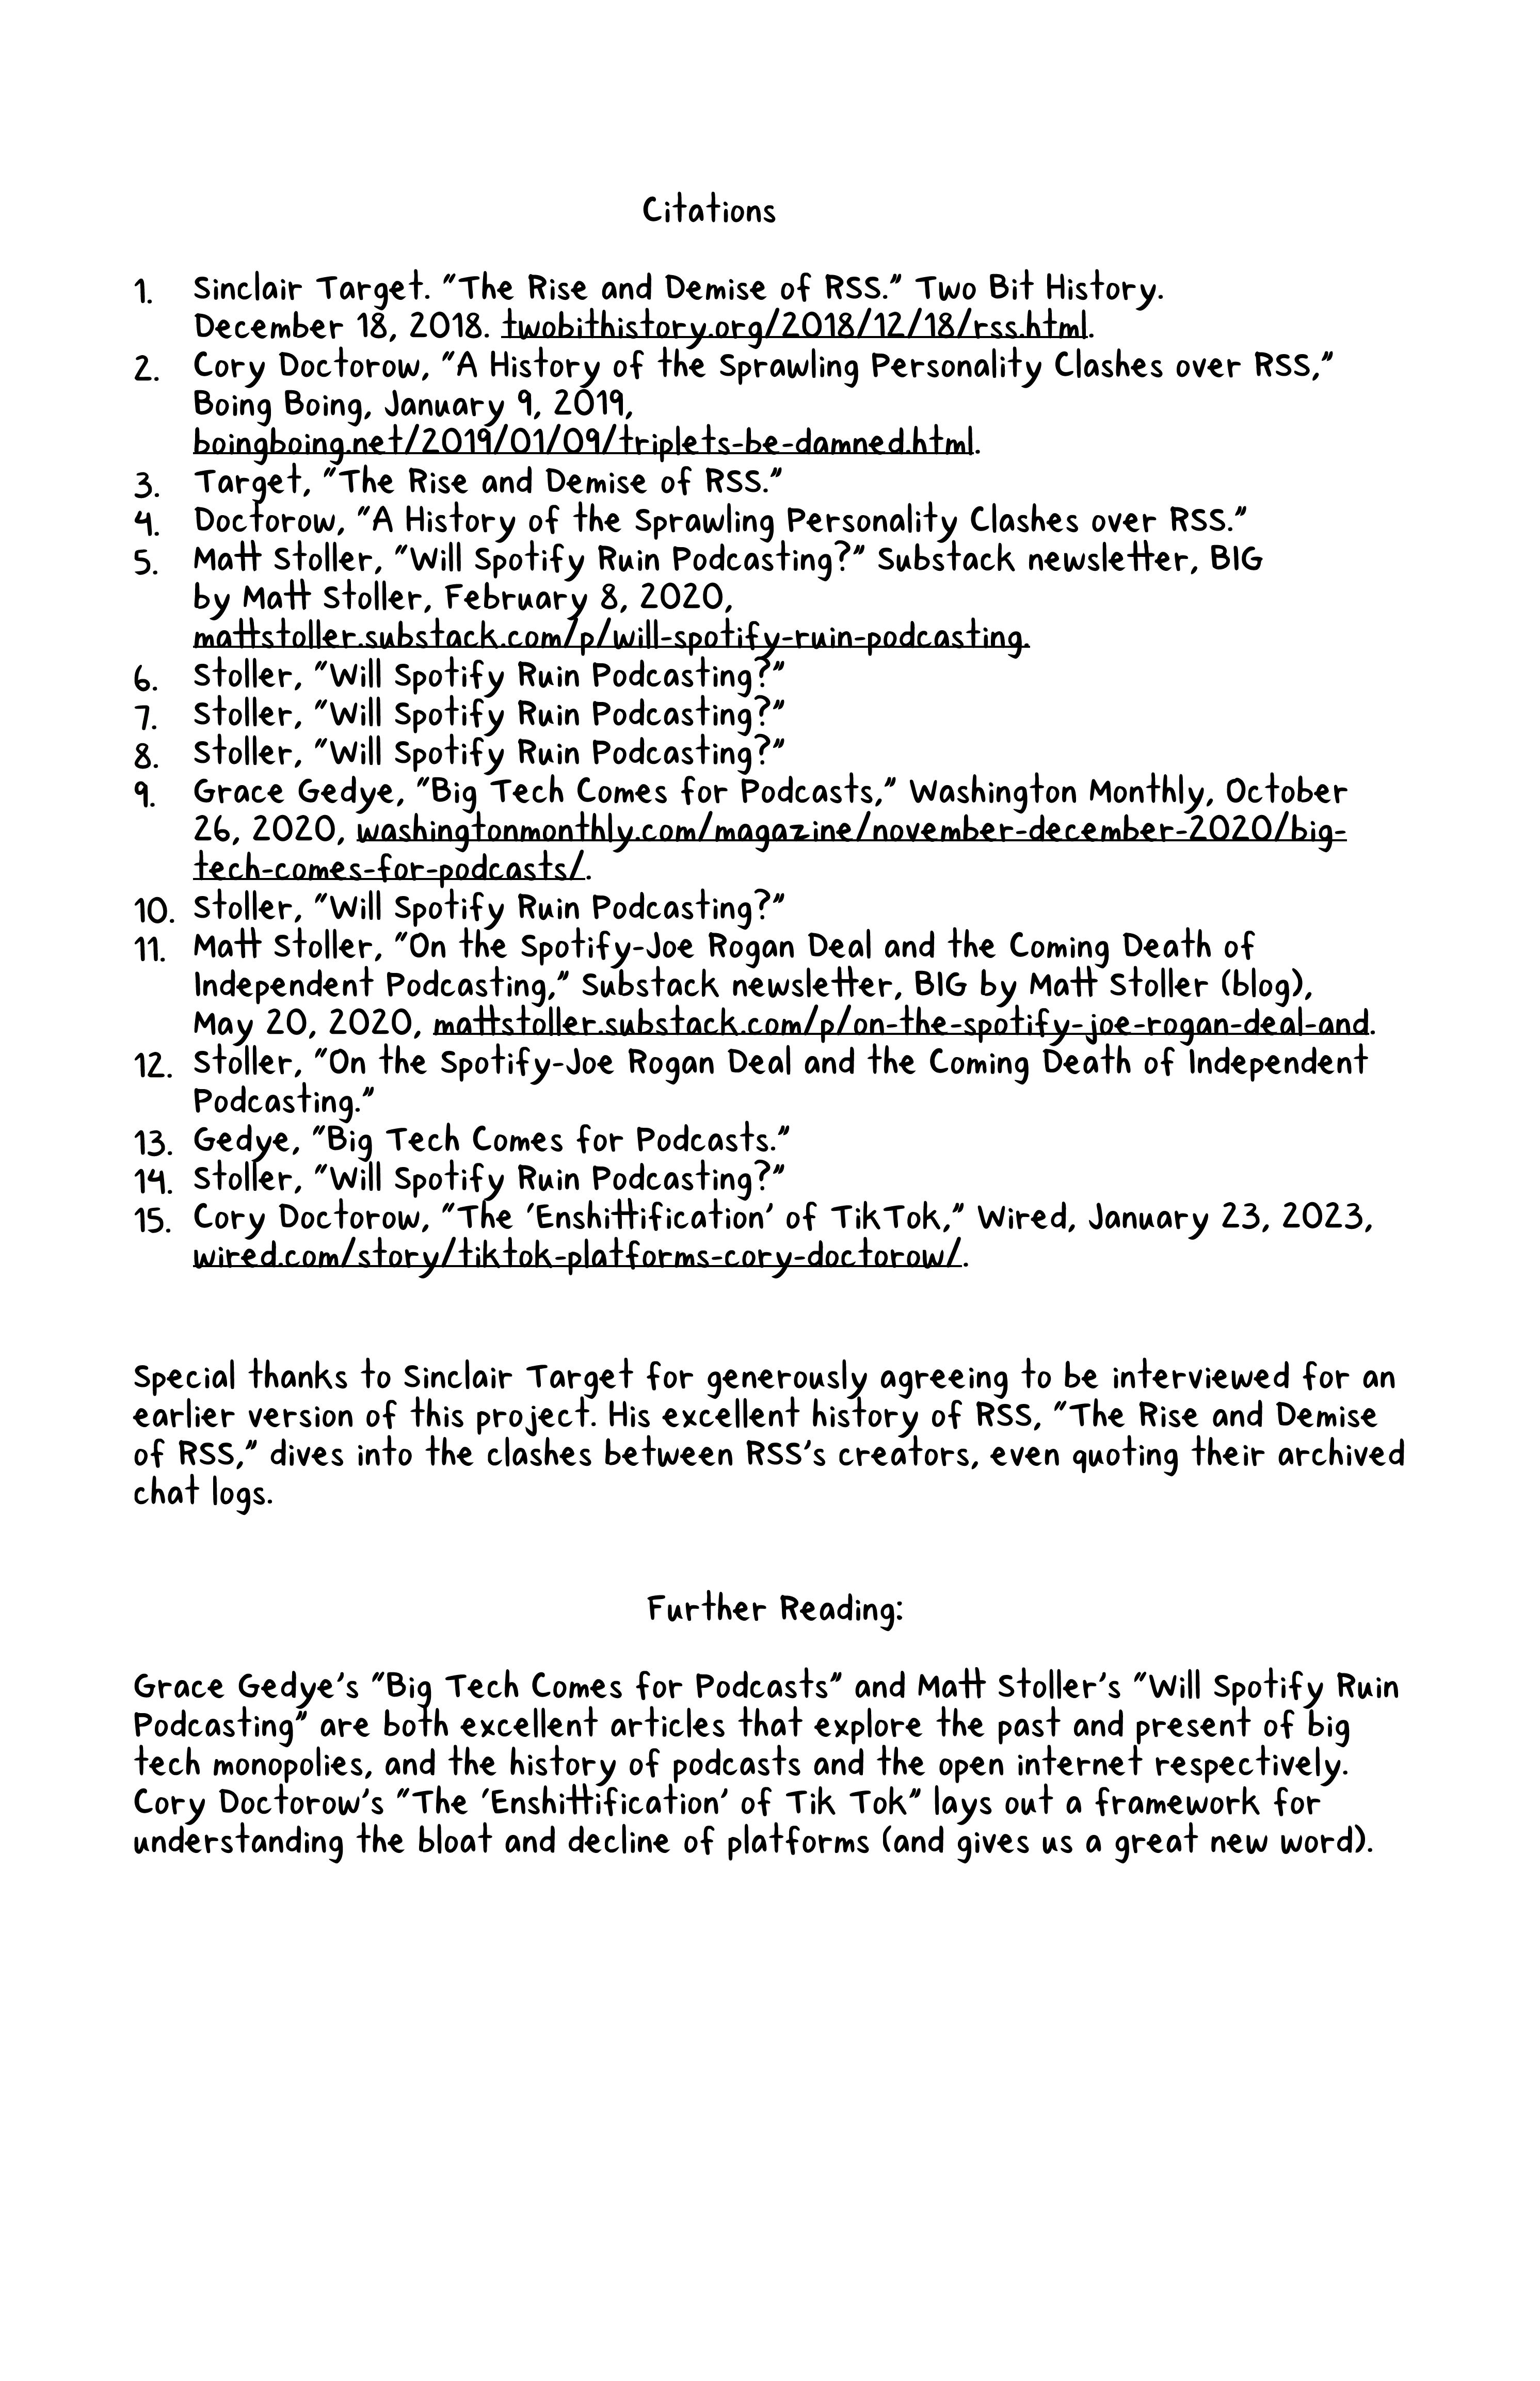 Citations
1. Sinclair Target. "The Rise and Demise of RSS." Two Bit History.
December 18, 2018. twobithistory.org/2018/12/18/rss.html.
2. Cory Doctorow, "A History of the Sprawling Personality Clashes over RSS,"
Boing Boing, January 9, 2019,
boingboing.net/2019/01/09/triplets-be-damned.html.
3. Target, "The Rise and Demise of RSS."
4. Doctorow, "A History of the Sprawling Personality Clashes over RSS."
5. Matt Stoller, "Will Spotify Ruin Podcasting?" Substack newsletter, BIG
by Matt Stoller, February 8, 2020,
mattstoller.substack.com/p/will-spotify-ruin-podcasting.
6. Stoller, "Will Spotify Ruin Podcasting?"
7. Stoller, "Will Spotify Ruin Podcasting?"
8. Stoller, "Will Spotify Ruin Podcasting?"
9. Grace Gedye, "Big Tech Comes for Podcasts," Washington Monthly, October
26, 2020, washingtonmonthly.com/magazine/november-december-2020/big-
tech-comes-for-podcasts/.
10. Stoller, "Will Spotify Ruin Podcasting?"
11. Matt Stoller, "On the Spotify-Joe Rogan Deal and the Coming Death of
Independent Podcasting," Substack newsletter, BIG by Matt Stoller (blog),
May 20, 2020, mattstoller.substack.com/p/on-the-spotify-joe-rogan-deal-and.
12. Stoller, "On the Spotify-Joe Rogan Deal and the Coming Death of Independent
Podcasting."
13. Gedye, "Big Tech Comes for Podcasts."
14. Stoller, "Will Spotify Ruin Podcasting?"
15. Cory Doctorow, "The 'Enshittification' of TikTok," Wired, January 23, 2023,
wired.com/story/tiktok-platforms-cory-doctorow/.
Special thanks to Sinclair Target for generously agreeing to be interviewed for an
earlier version of this project. His excellent history of RSS, "The Rise and Demise
of RSS," dives into the clashes between RSS's creators, even quoting their archived
chat logs.
Further Reading:
Grace Gedye's "Big Tech Comes for Podcasts" and Matt Stoller's "Will Spotify Ruin
Podcasting" are both excellent articles that explore the past and present of big
tech monopolies, and the history of podcasts and the open internet respectively.
Cory Doctorow's "The 'Enshittification' of Tik Tok" lays out a framework for
understanding the bloat and decline of platforms (and gives us a great new word).